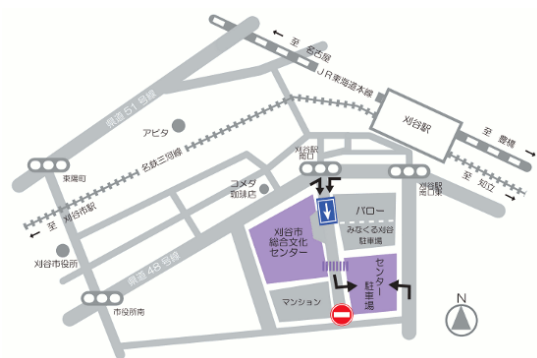 至 名古屋
JR東海道本線
県道51号線
アピタ
刈谷駅
至 豊橋
名鉄三河線
刈谷駅
南口
至 知立
東陽町
コメダ
珈琲店
刈谷駅
南口東
至 刈谷市駅
バロー
みなくる刈谷
駐車場
刈谷市
総合文化
センター
刈谷市役所
県道48号線
センター
駐車場
マンション
市役所南
N